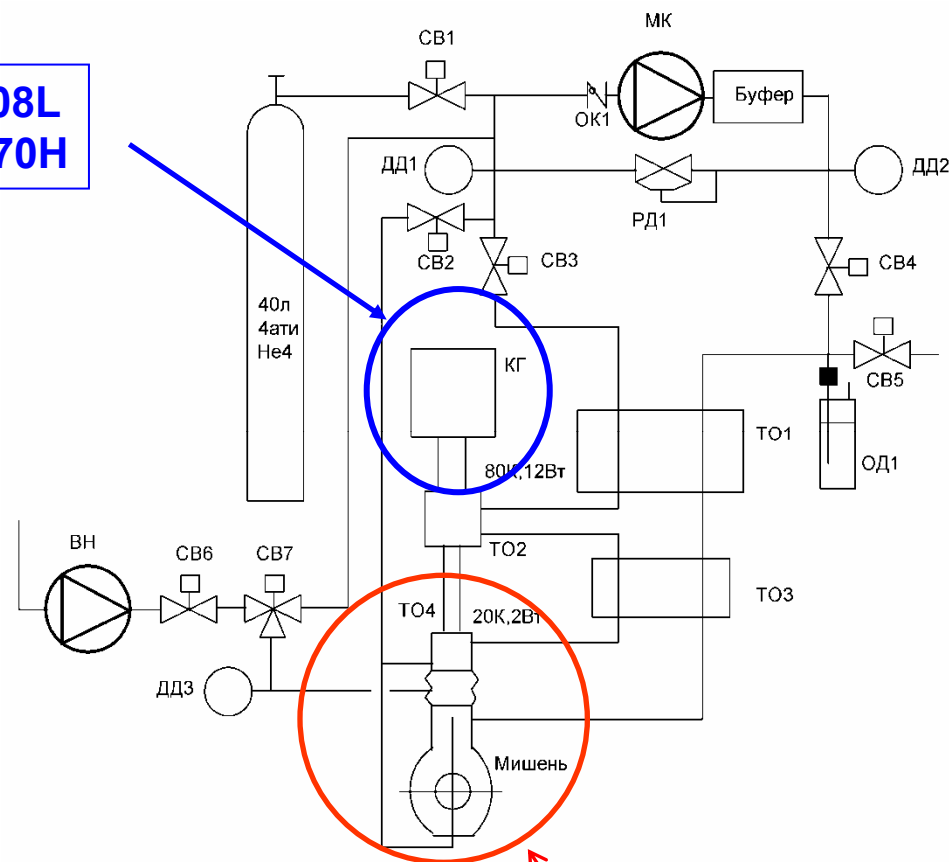 08L
70H
СВ1
МК
Буфер
ОК1
ДД1
РД1
ДД2
СВ2
СВ3
СВ4
40л
4ати
Не4
КГ
СВ5
ТО1
80К,12Вт
ОД1
ВН
СВ6
СВ7
ТО2
ТО3
ТО4
20К,2Вт
ДД3
Мишень